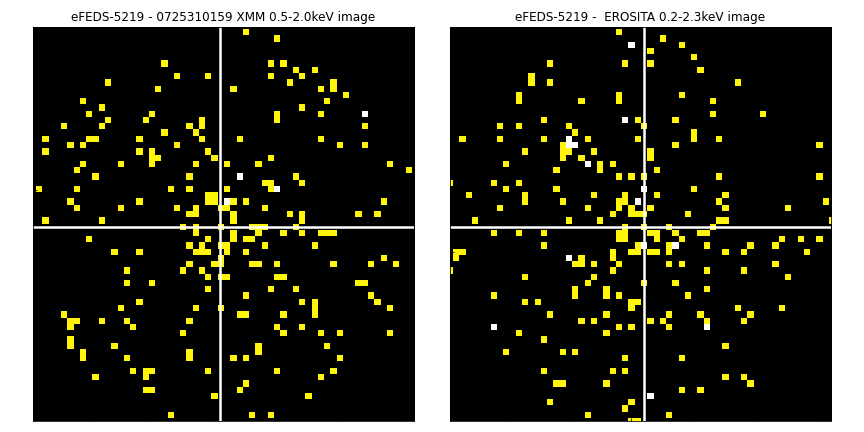 eFEDS-5219 - 0725310159 XMM 0.5-2.0keV image
eFEDS-5219 - EROSITA 0.2-2.3keV image